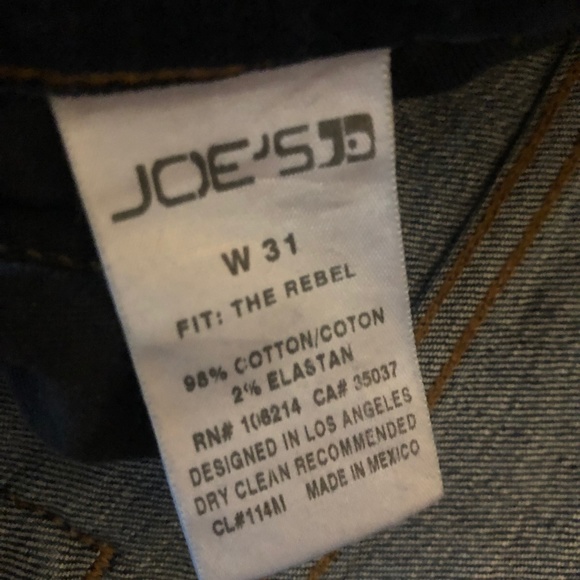 JOE'S
W 31
FIT: THE REBEL
98% COTTON/COTON
2% ELASTAN
RN# 106214 CA# 35037
DESIGNED IN LOS ANGELES
DRY CLEAN RECOMMENDED
CL#114M MADE IN MEXICO